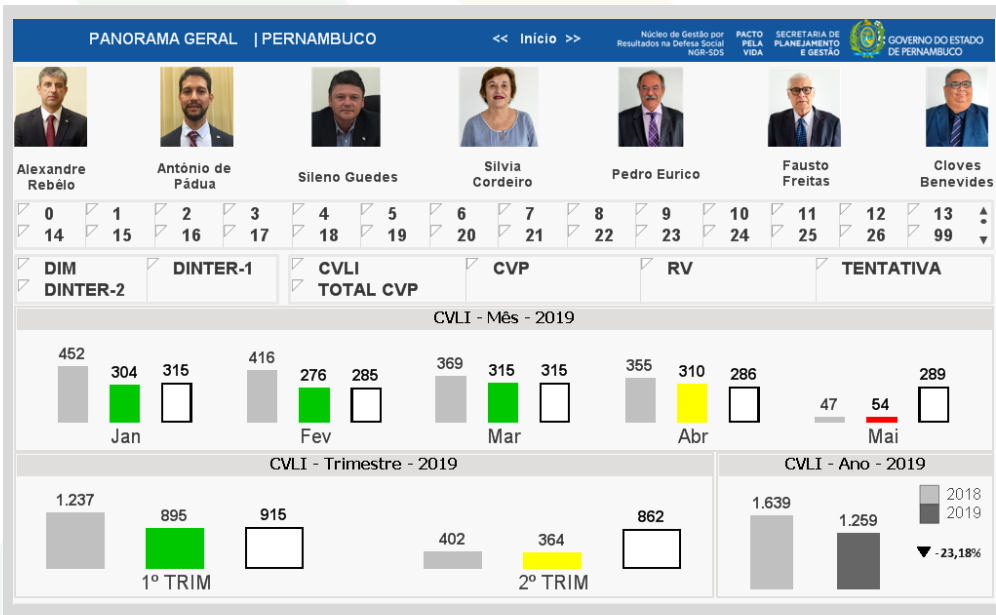 PANORAMA GERAL | PERNAMBUCO
<< Início >>
Núcleo de Gestão por
Resultados na Defesa Social
NGR-SDS
PACTO
PELA
VIDA
SECRETARIA DE
PLANEJAMENTO
E GESTÃO
GOVERNO DO ESTADO
DE PERNAMBUCO
Alexandre
Rebêlo
Antônio de
Pádua
Sileno Guedes
Silvia
Cordeiro
Pedro Eurico
Fausto
Freitas
Cloves
Benevides
0 1 2 3 4 5 6 7 8 9 10 11 12 13
14 15 16 17 18 19 20 21 22 23 24 25 26 99
DIM DINTER-1
DINTER-2
CVLI CVP RV TENTATIVA
TOTAL CVP
CVLI - Mês - 2019
452 304 315
Jan
416 276 285
Fev
369 315 315
Mar
355 310 286
Abr
47 54 289
Mai
CVLI - Trimestre - 2019
1.237 895 915
1º TRIM
402 364 862
2º TRIM
CVLI - Ano - 2019
1.639 1.259
2018
2019
-23,18%